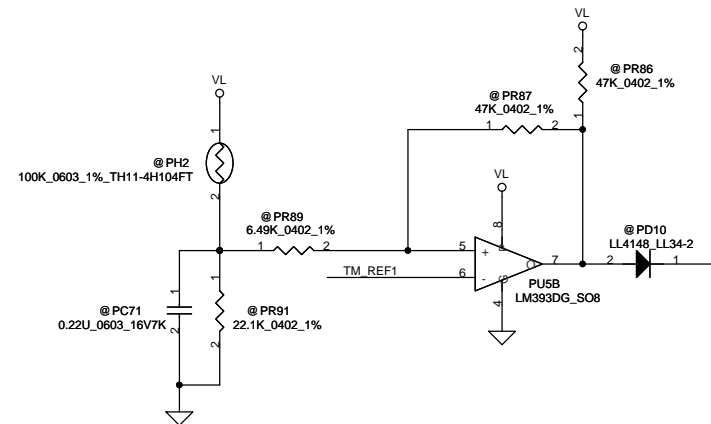 VL
@ PR86
47K_0402_1%
2
1
@ PR87
47K_0402_1%
1
2
VL
1
@ PH2
100K_0603_1%_TH11-4H104FT
2
VL
8
@ PR89
6.49K_0402_1%
1
2
5
+
P
6
-
G
O
7
TM_REF1
4
PU5B
LM393DG_SO8
@ PD10
LL4148_LL34-2
2
1
1
@ PC71
0.22U_0603_16V7K
2
1
@ PR91
22.1K_0402_1%
2